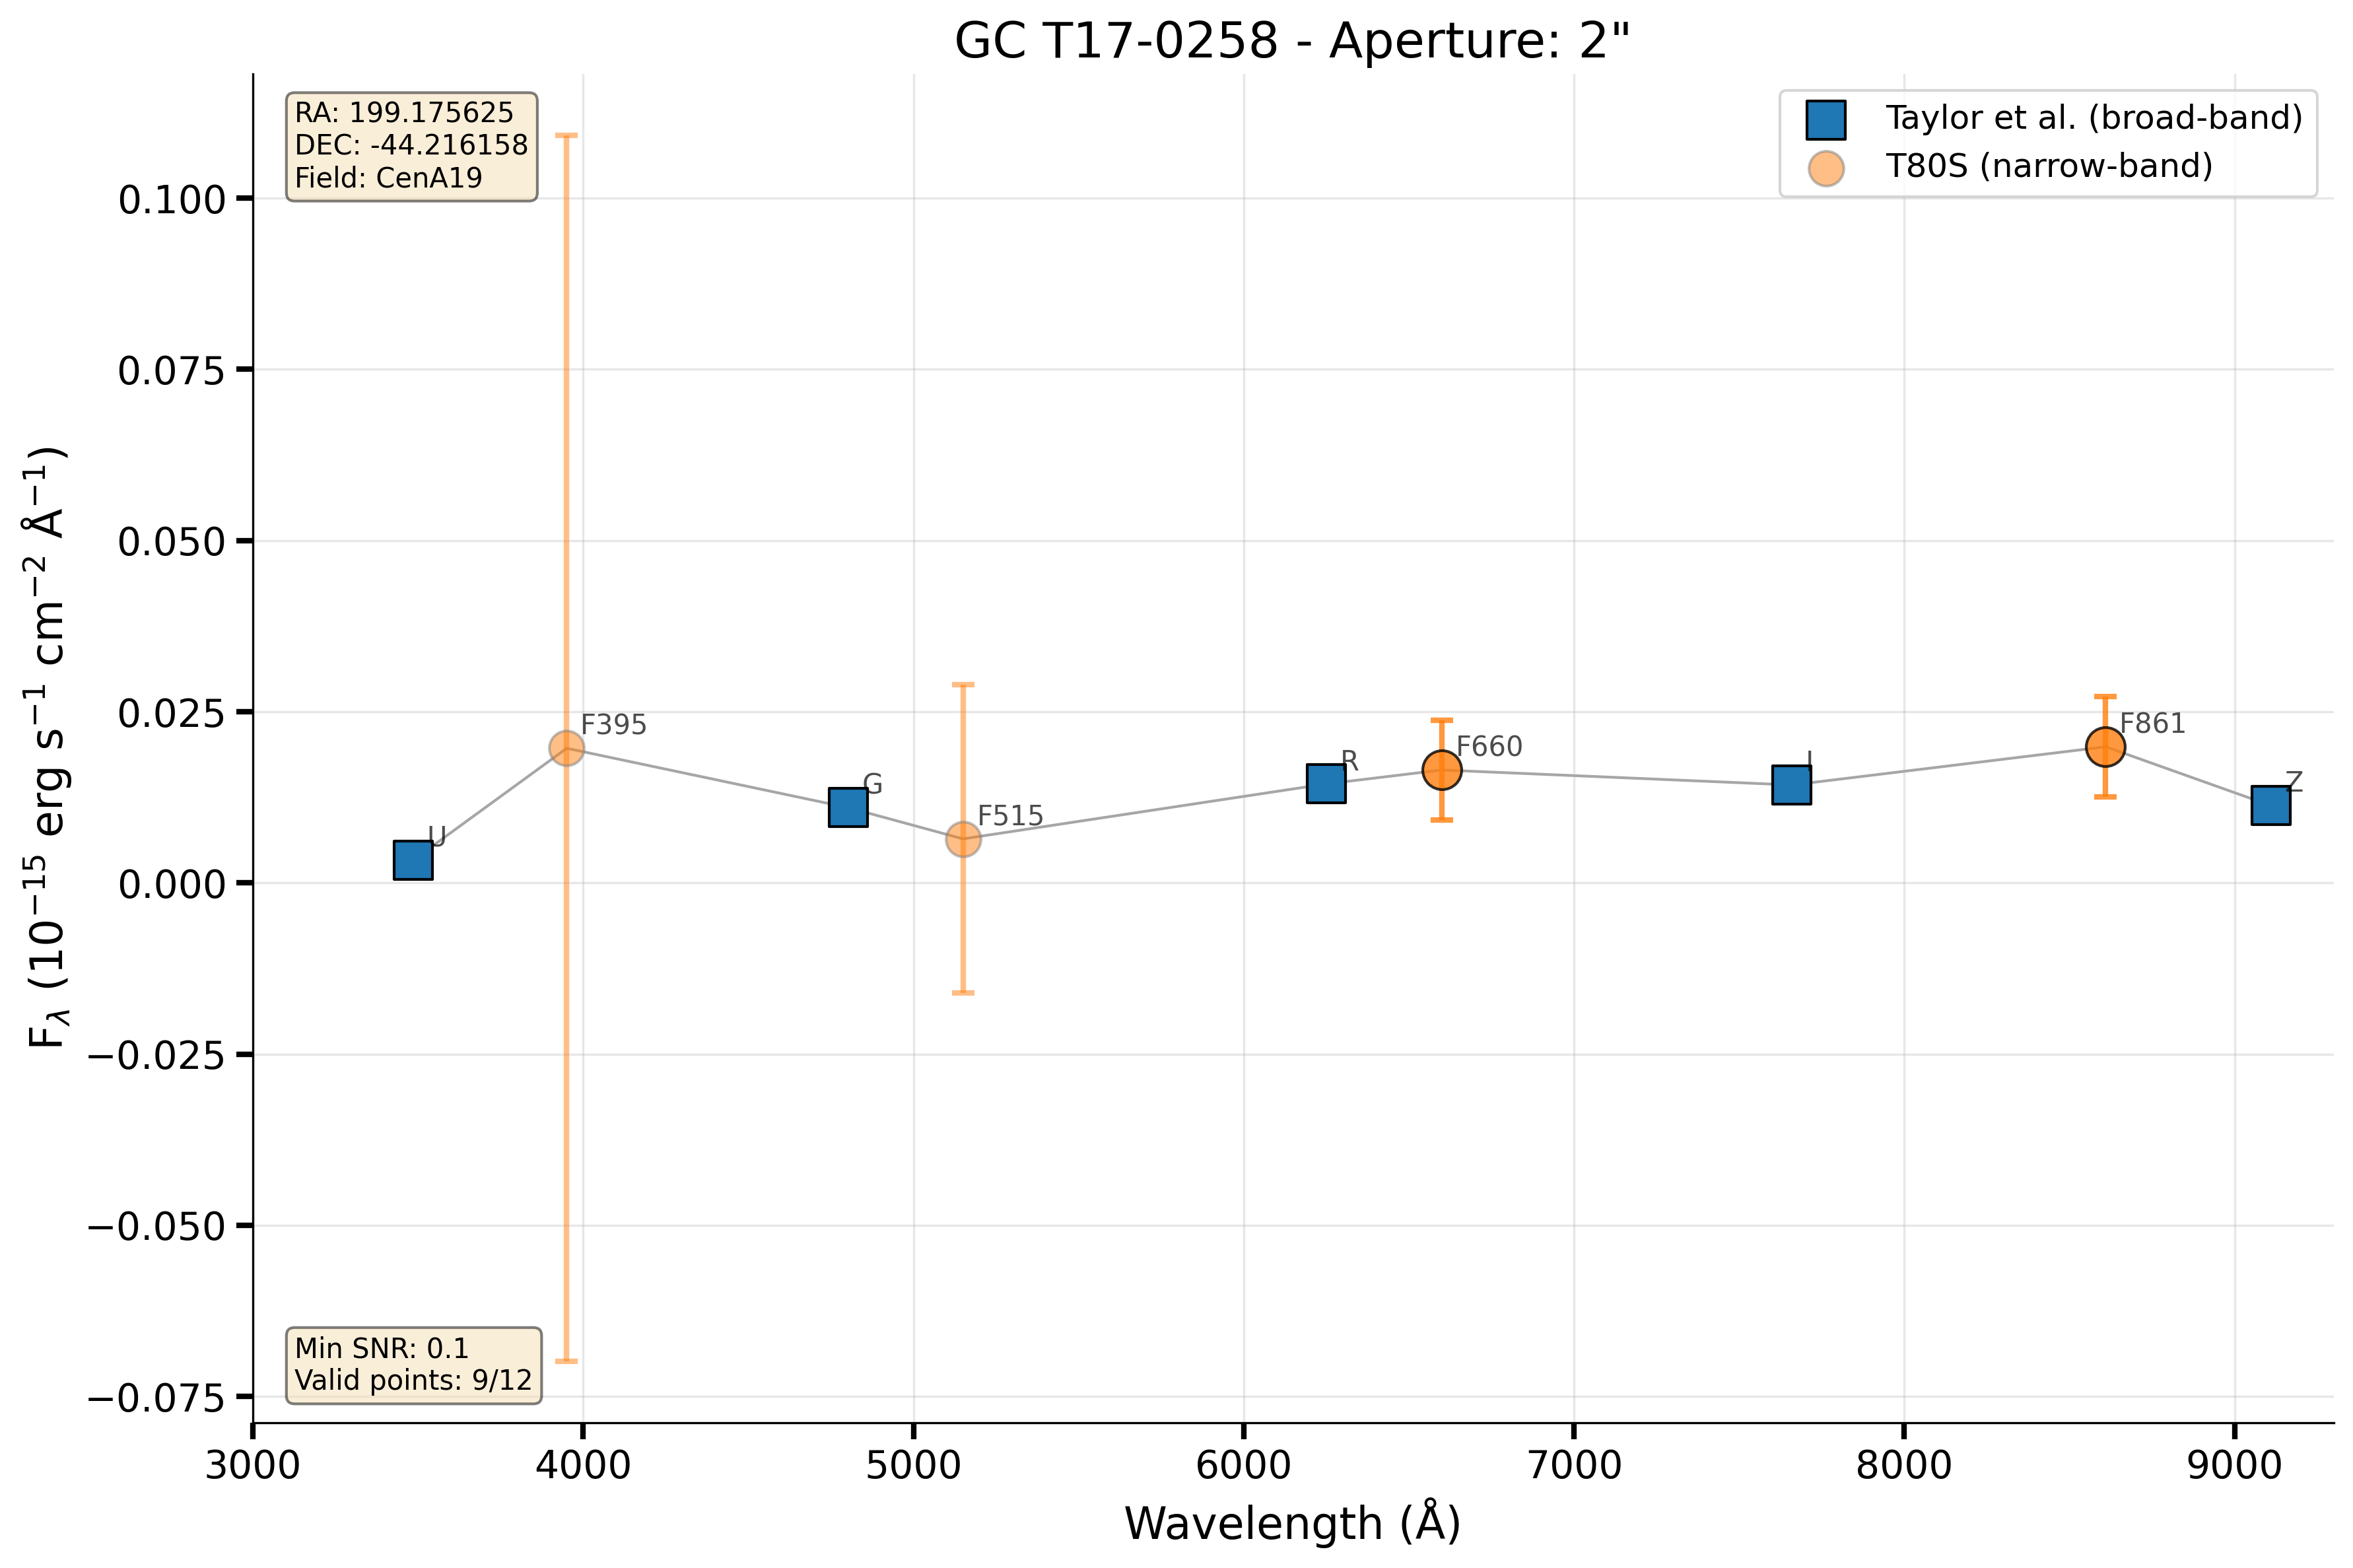 GC T17-0258 - Aperture: 2"
RA: 199.175625
DEC: -44.216158
Field: CenA19
Taylor et al. (broad-band)
T80S (narrow-band)
0.100
0.075
0.050
0.025
0.000
−0.025
−0.050
−0.075
F_λ (10⁻¹⁵ erg s⁻¹ cm⁻² Å⁻¹)
U
F395
G
F515
R
F660
I
F861
Z
Min SNR: 0.1
Valid points: 9/12
3000 4000 5000 6000 7000 8000 9000
Wavelength (Å)